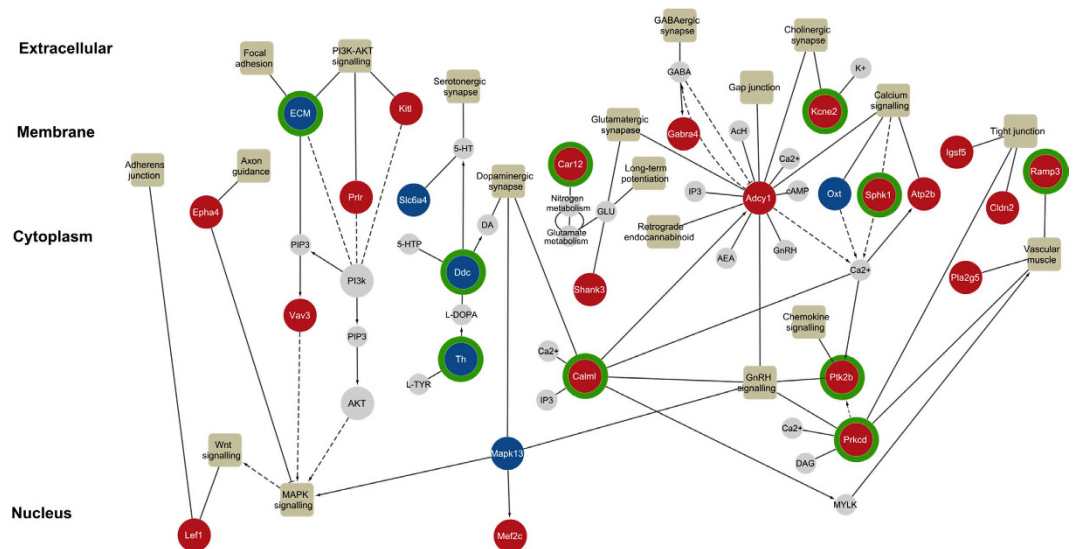 Extracellular
Membrane
Cytoplasm
Nucleus
Focal
adhesion
PI3K-AKT
signalling
ECM
Kitl
Serotonergic
synapse
GABAergic
synapse
GABA
Gabra4
Cholinergic
synapse
K+
Kcne2
Gap junction
Calcium
signalling
Tight junction
Igsf5
Ramp3
Cldn2
Adherens
junction
Axon
guidance
Epha4
Prlr
5-HT
Slc6a4
Dopaminergic
synapse
Car12
Nitrogen
metabolism
Glutamate metabolism
GLU
Glutamatergic
synapase
Long-term
potentiation
AcH
Ca2+
IP3
cAMP
Adcy1
Retrograde
endocannabinoid
AEA
GnRH
Oxt
Sphk1
Atp2b
Vascular
muscle
Pla2g5
PIP3
PI3k
5-HTP
DA
Ddc
Shank3
Ca2+
Vav3
PIP3
L-DOPA
Th
L-TYR
Chemokine
signalling
Ca2+
IP3
Calml
GnRH
signalling
Ptk2b
AKT
Ca2+
Prkcd
DAG
Wnt
signalling
Mapk13
MAPK
signalling
MYLK
Lef1
Mef2c